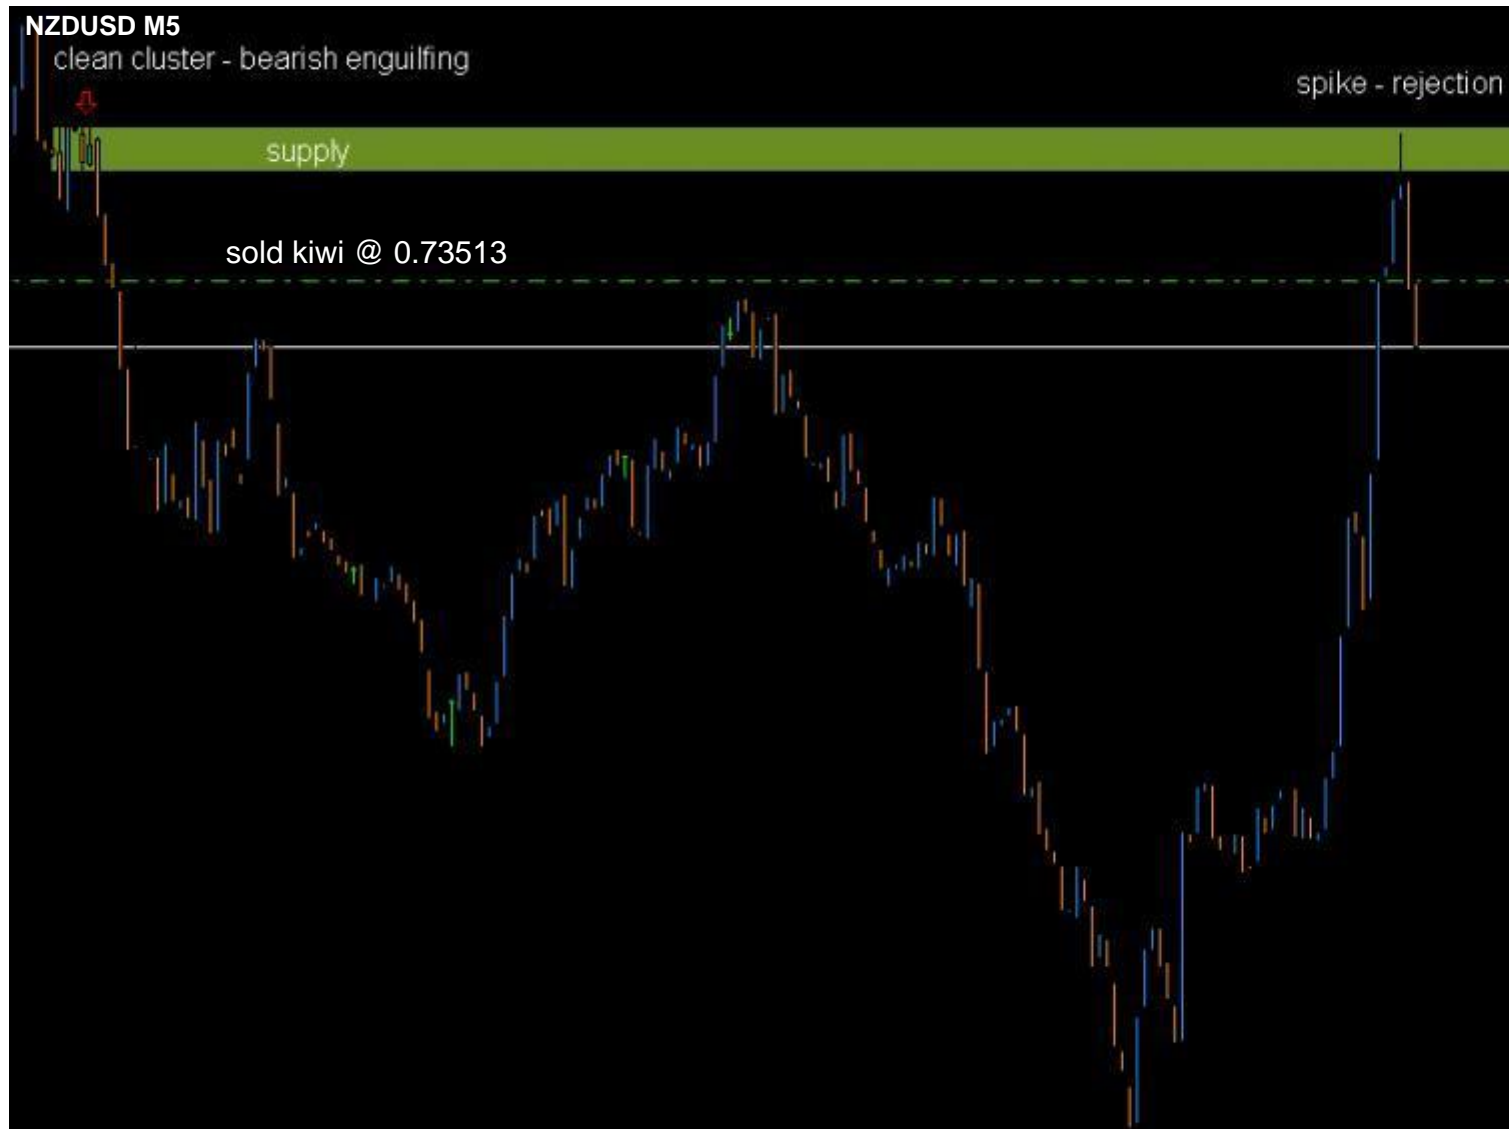 NZDUSD M5
clean cluster - bearish enguilfing
spike - rejection
supply
sold kiwi @ 0.73513